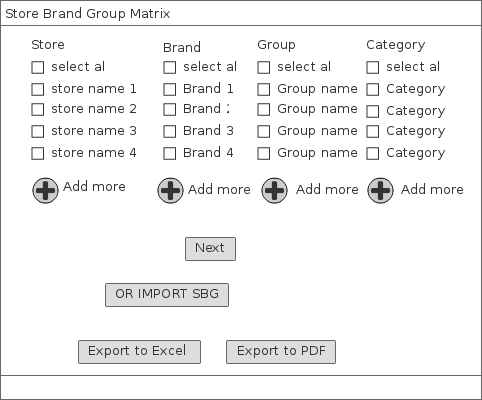 Store Brand Group Matrix
Store Brand Group Category
select al select al select al select al
store name 1 Brand 1 Group name Category
store name 2 Brand 2 Group name Category
store name 3 Brand 3 Group name Category
store name 4 Brand 4 Group name Category
Add more Add more Add more Add more
Next
OR IMPORT SBG
Export to Excel Export to PDF